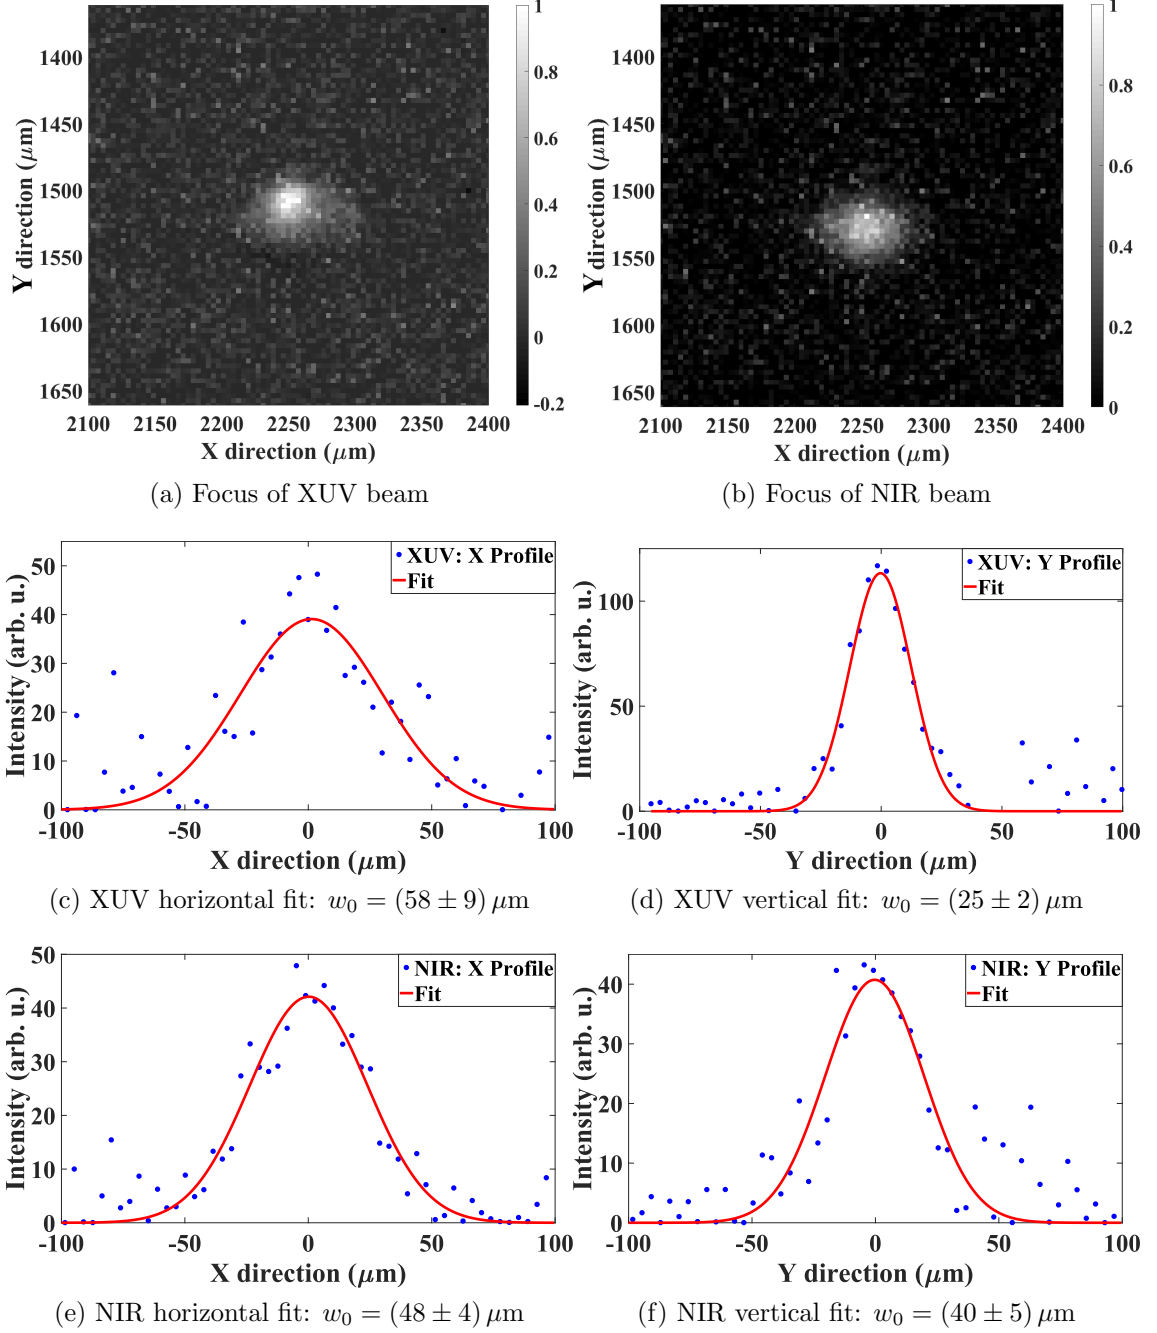 1
0.8
0.6
0.4
0.2
0
-0.2
1400
1450
1500
1550
1600
1650
Y direction (μm)
2100 2150 2200 2250 2300 2350 2400
X direction (μm)
(a) Focus of XUV beam
1
0.8
0.6
0.4
0.2
0
1400
1450
1500
1550
1600
1650
Y direction (μm)
2100 2150 2200 2250 2300 2350 2400
X direction (μm)
(b) Focus of NIR beam
XUV: X Profile
Fit
50
40
30
20
10
0
Intensity (arb. u.)
-100 -50 0 50 100
X direction (μm)
(c) XUV horizontal fit: w₀ = (58 ± 9) μm
XUV: Y Profile
Fit
100
50
0
Intensity (arb. u.)
-100 -50 0 50 100
Y direction (μm)
(d) XUV vertical fit: w₀ = (25 ± 2) μm
NIR: X Profile
Fit
50
40
30
20
10
0
Intensity (arb. u.)
-100 -50 0 50 100
X direction (μm)
(e) NIR horizontal fit: w₀ = (48 ± 4) μm
NIR: Y Profile
Fit
40
30
20
10
0
Intensity (arb. u.)
-100 -50 0 50 100
Y direction (μm)
(f) NIR vertical fit: w₀ = (40 ± 5) μm